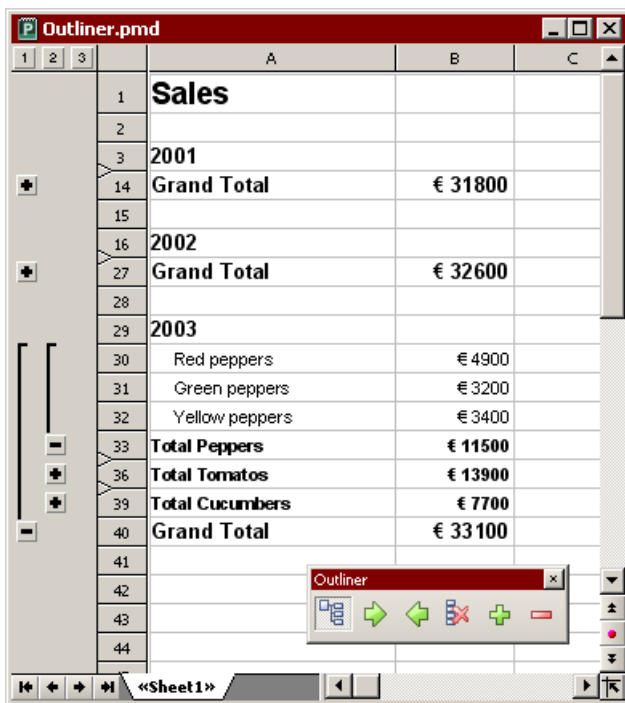 Outliner.pmd
1 2 3 A B C
1 Sales
2
3 2001
14 Grand Total € 31800
15
16 2002
27 Grand Total € 32600
28
29 2003
30 Red peppers € 4900
31 Green peppers € 3200
32 Yellow peppers € 3400
33 Total Peppers € 11500
36 Total Tomatos € 13900
39 Total Cucumbers € 7700
40 Grand Total € 33100
41
42
43
44
Outliner
«Sheet1»